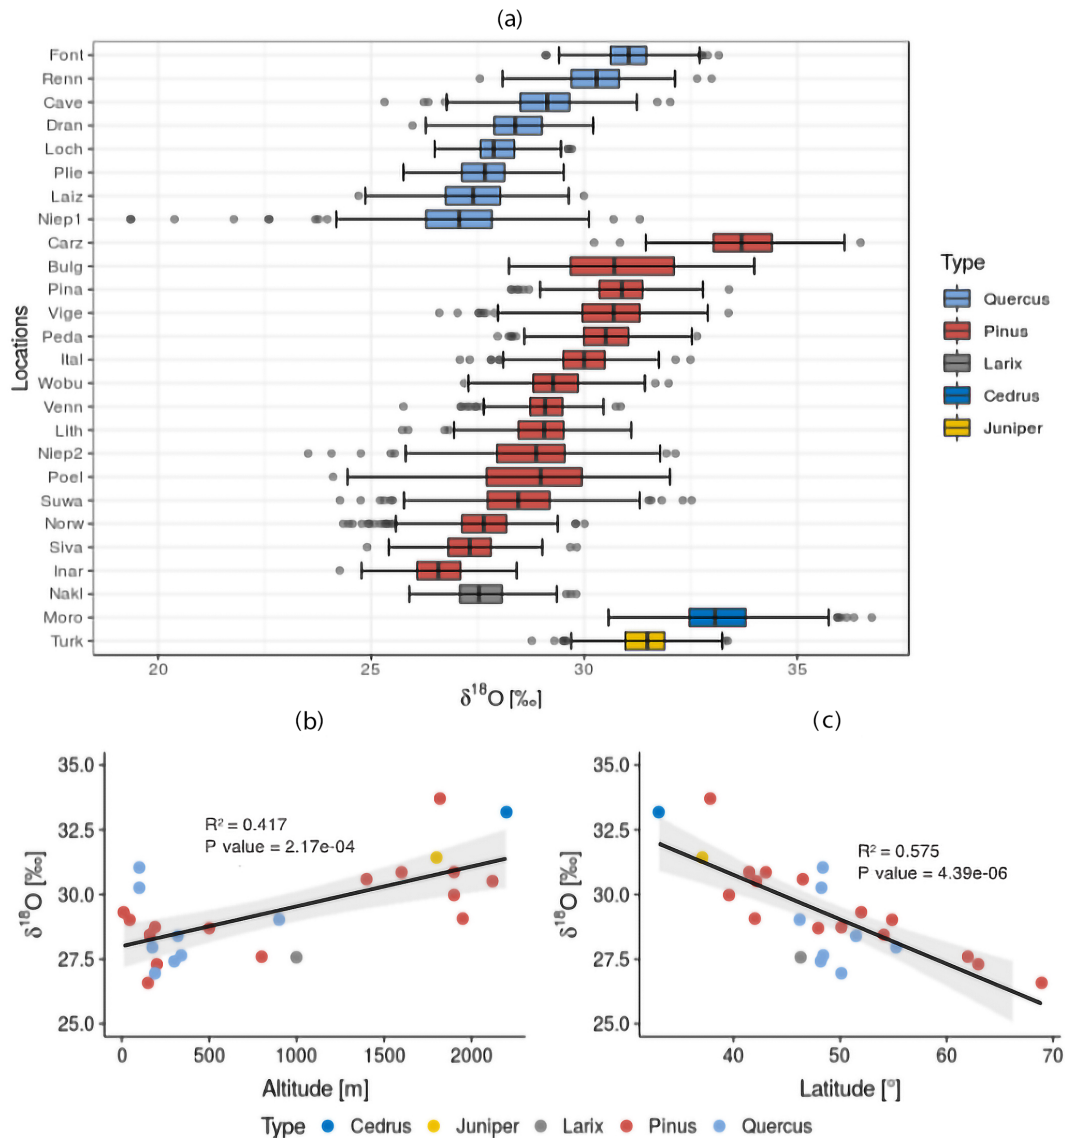 (a)
Font
Renn
Cave
Dran
Loch
Plie
Laiz
Niep1
Carz
Bulg
Pina
Vige
Peda
Ital
Wobu
Venn
Lith
Niep2
Poel
Suwa
Norw
Siva
Inar
Nakl
Moro
Turk
Locations
20 25 30 35
δ¹⁸O [‰]
Type
Quercus
Pinus
Larix
Cedrus
Juniper
(b)
35.0
32.5
30.0
27.5
25.0
δ¹⁸O [‰]
R² = 0.417
P value = 2.17e-04
0 500 1000 1500 2000
Altitude [m]
(c)
35.0
32.5
30.0
27.5
25.0
δ¹⁸O [‰]
R² = 0.575
P value = 4.39e-06
40 50 60 70
Latitude [°]
Type Cedrus Juniper Larix Pinus Quercus